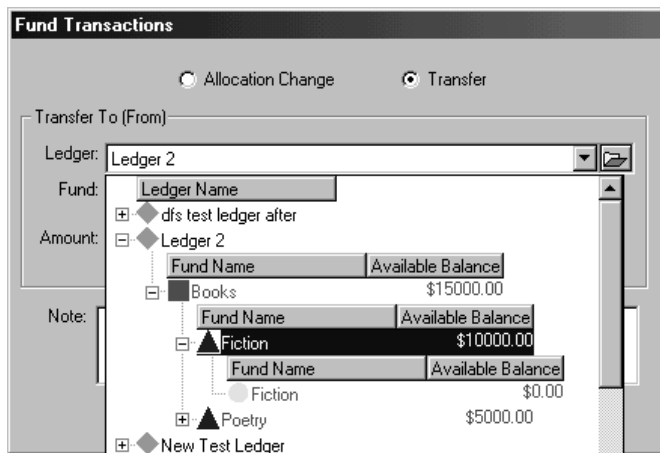 Fund Transactions
Allocation Change Transfer
Transfer To (From)
Ledger: Ledger 2
Fund: Ledger Name
dfs test ledger after
Amount: Ledger 2
Fund Name Available Balance
Books $15000.00
Note: Fund Name Available Balance
Fiction $10000.00
Fund Name Available Balance
Fiction $0.00
Poetry $5000.00
New Test Ledger